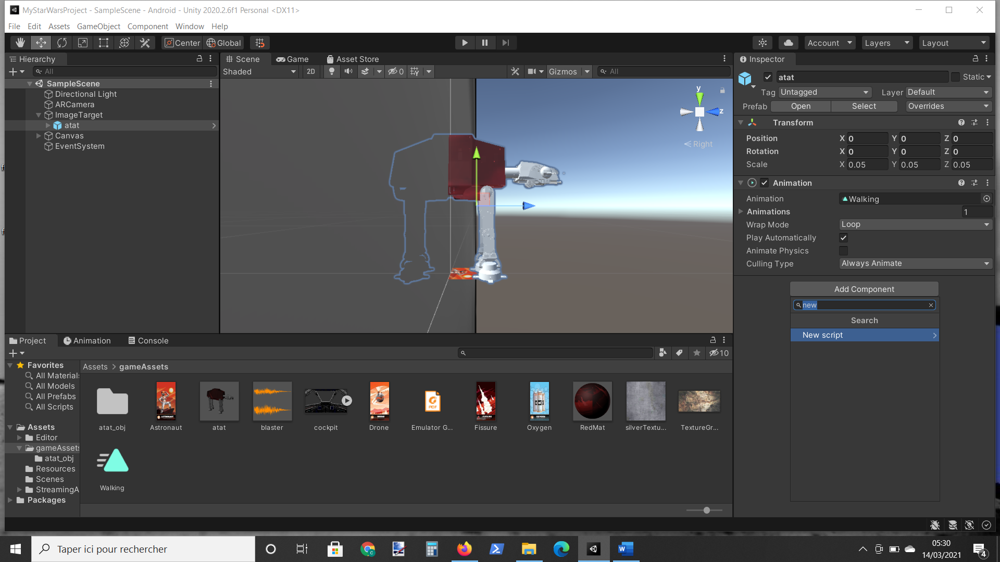 MyStarWarsProject - SampleScene - Android - Unity 2020.2.6f1 Personal <DX11>
File Edit Assets GameObject Component Window Help
Center Global Account Layers Layout
Hierarchy
All
SampleScene
Directional Light
ARCamera
ImageTarget
atat
Canvas
EventSystem
Scene Game Asset Store
Shaded 2D 0 Gizmos All
y
z
Right
Inspector
atat Static
Tag Untagged Layer Default
Prefab Open Select Overrides
Transform
Position X 0 Y 0 Z 0
Rotation X 0 Y 0 Z 0
Scale X 0.05 Y 0.05 Z 0.05
Animation
Animation Walking
Animations 1
Wrap Mode Loop
Play Automatically
Animate Physics
Culling Type Always Animate
Add Component
new
Search
New script
Project Animation Console
10
Favorites
All Materials
All Models
All Prefabs
All Scripts
Assets
Editor
gameAssets
atat_obj
Resources
Scenes
StreamingA
Packages
Assets > gameAssets
atat_obj
ASTRONAUT
Astronaut
atat
blaster
cockpit
DRONE
Drone
PCF
Emulator G...
FISSURE
Fissure
OXYGEN
Oxygen
RedMat
silverTextu...
TextureGr...
Walking
Taper ici pour rechercher
05:30
14/03/2021
4